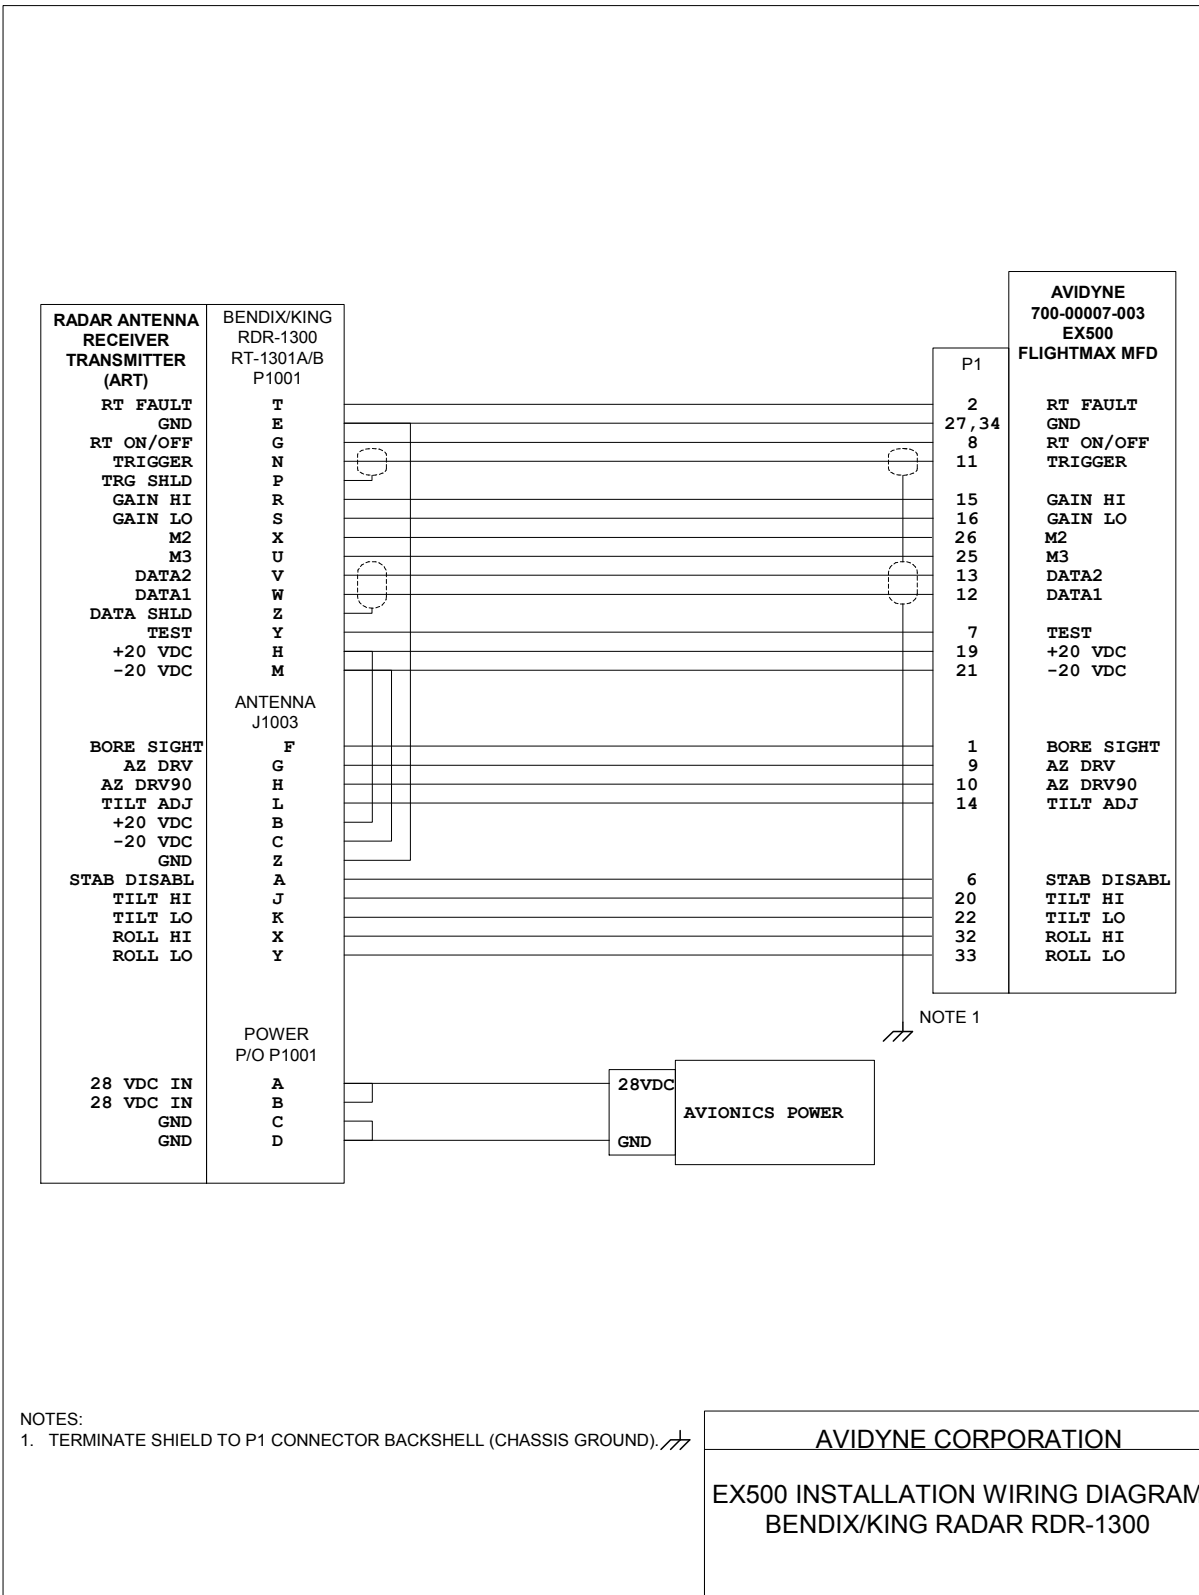 RADAR ANTENNA RECEIVER TRANSMITTER (ART)
BENDIX/KING RDR-1300 RT-1301A/B P1001
P1
AVIDYNE 700-00007-003 EX500 FLIGHTMAX MFD
RT FAULT T 2 RT FAULT
GND E 27,34 GND
RT ON/OFF G 8 RT ON/OFF
TRIGGER N 11 TRIGGER
TRG SHLD P
GAIN HI R 15 GAIN HI
GAIN LO S 16 GAIN LO
M2 X 26 M2
M3 U 25 M3
DATA2 V 13 DATA2
DATA1 W 12 DATA1
DATA SHLD Z
TEST Y 7 TEST
+20 VDC H 19 +20 VDC
-20 VDC M 21 -20 VDC
ANTENNA
J1003
BORE SIGHT F 1 BORE SIGHT
AZ DRV G 9 AZ DRV
AZ DRV90 H 10 AZ DRV90
TILT ADJ L 14 TILT ADJ
+20 VDC B
-20 VDC C
GND Z
STAB DISABL A 6 STAB DISABL
TILT HI J 20 TILT HI
TILT LO K 22 TILT LO
ROLL HI X 32 ROLL HI
ROLL LO Y 33 ROLL LO
NOTE 1
POWER
P/O P1001
28 VDC IN A 28VDC
28 VDC IN B
AVIONICS POWER
GND C
GND D GND
NOTES:
1. TERMINATE SHIELD TO P1 CONNECTOR BACKSHELL (CHASSIS GROUND).
AVIDYNE CORPORATION
EX500 INSTALLATION WIRING DIAGRAM
BENDIX/KING RADAR RDR-1300